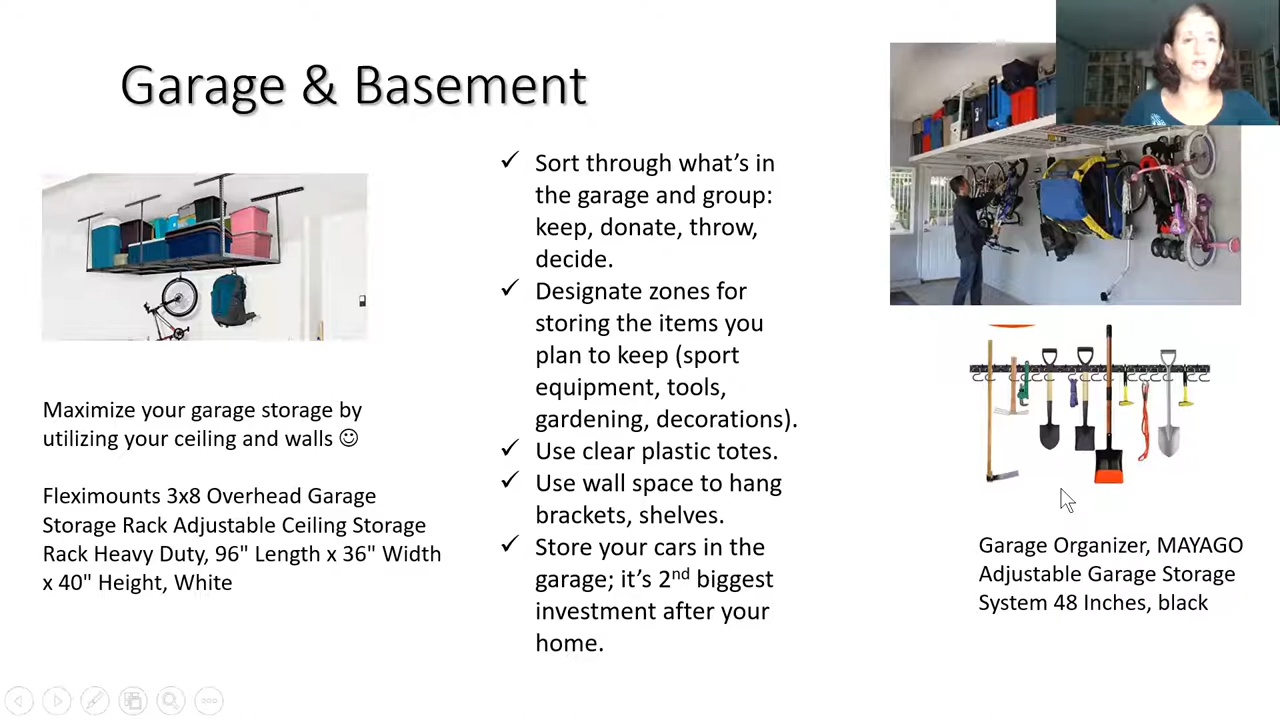 Garage & Basement
Maximize your garage storage by
utilizing your ceiling and walls ☺
Fleximounts 3x8 Overhead Garage
Storage Rack Adjustable Ceiling Storage
Rack Heavy Duty, 96" Length x 36" Width
x 40" Height, White
✓ Sort through what’s in
the garage and group:
keep, donate, throw,
decide.
✓ Designate zones for
storing the items you
plan to keep (sport
equipment, tools,
gardening, decorations).
✓ Use clear plastic totes.
✓ Use wall space to hang
brackets, shelves.
✓ Store your cars in the
garage; it’s 2nd biggest
investment after your
home.
Garage Organizer, MAYAGO
Adjustable Garage Storage
System 48 Inches, black